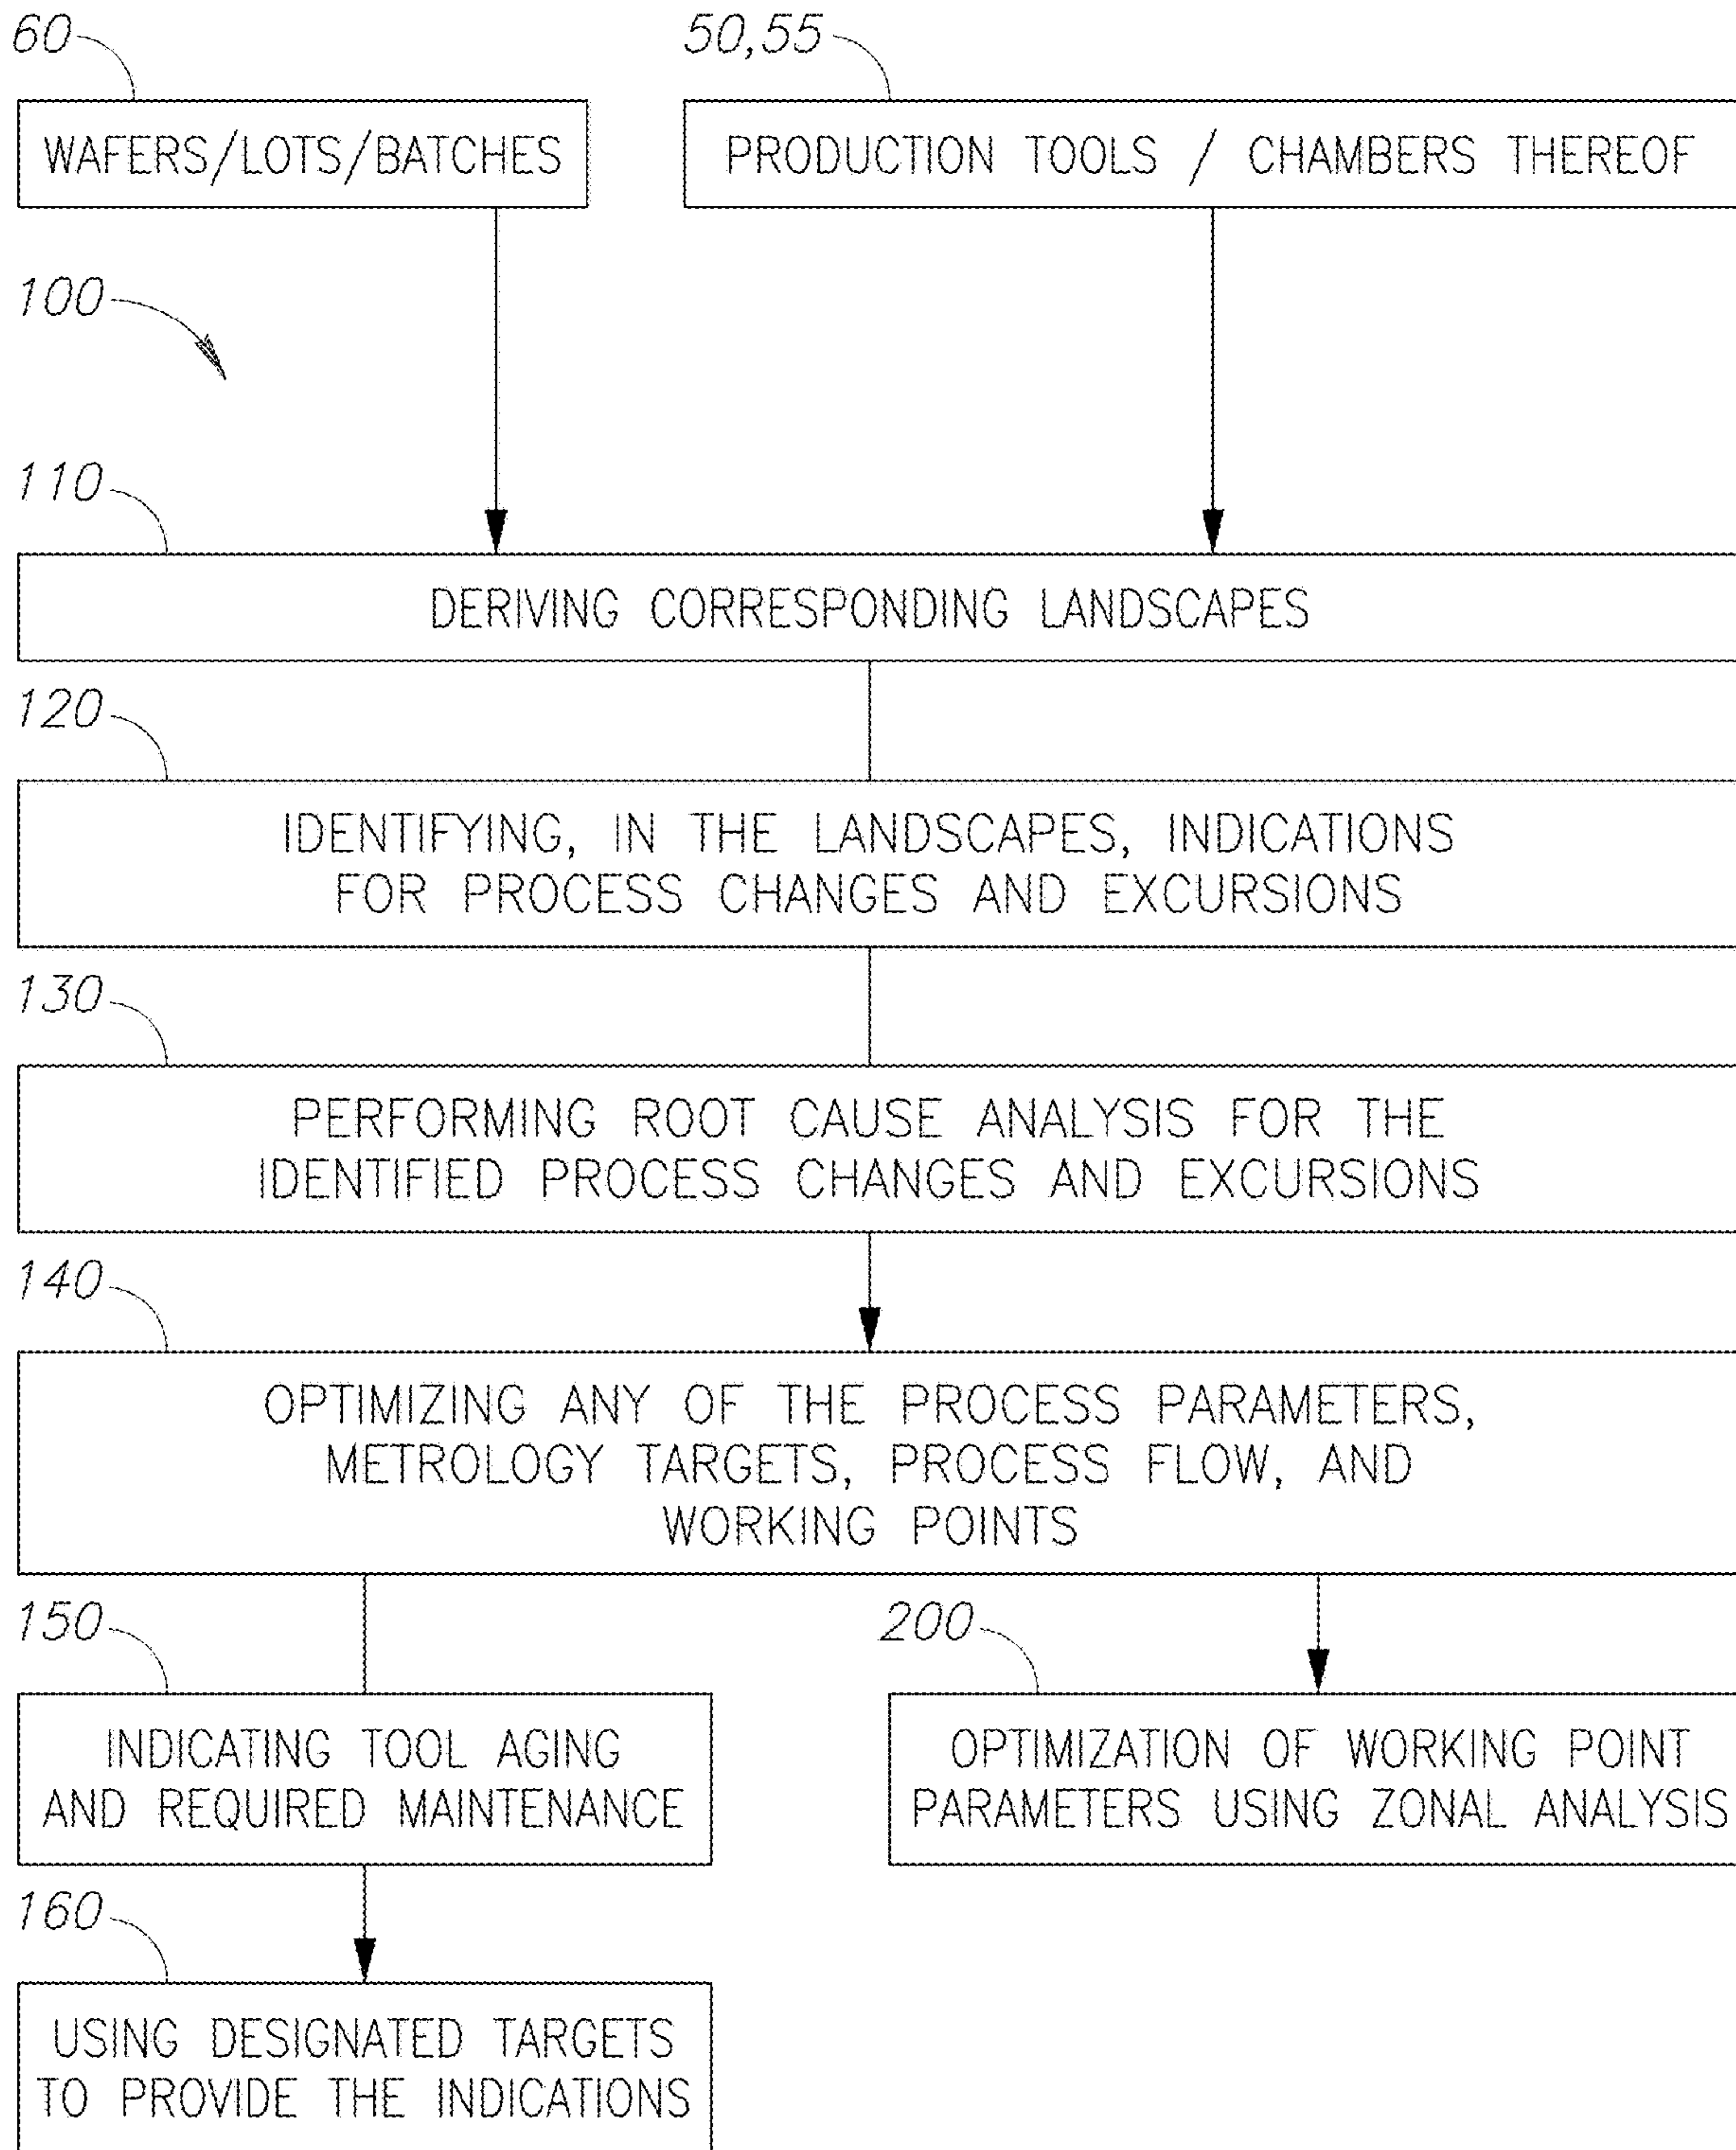 60
50,55
WAFERS/LOTS/BATCHES
PRODUCTION TOOLS / CHAMBERS THEREOF
100
110
DERIVING CORRESPONDING LANDSCAPES
120
IDENTIFYING, IN THE LANDSCAPES, INDICATIONS
FOR PROCESS CHANGES AND EXCURSIONS
130
PERFORMING ROOT CAUSE ANALYSIS FOR THE
IDENTIFIED PROCESS CHANGES AND EXCURSIONS
140
OPTIMIZING ANY OF THE PROCESS PARAMETERS,
METROLOGY TARGETS, PROCESS FLOW, AND
WORKING POINTS
150
INDICATING TOOL AGING
AND REQUIRED MAINTENANCE
200
OPTIMIZATION OF WORKING POINT
PARAMETERS USING ZONAL ANALYSIS
160
USING DESIGNATED TARGETS
TO PROVIDE THE INDICATIONS